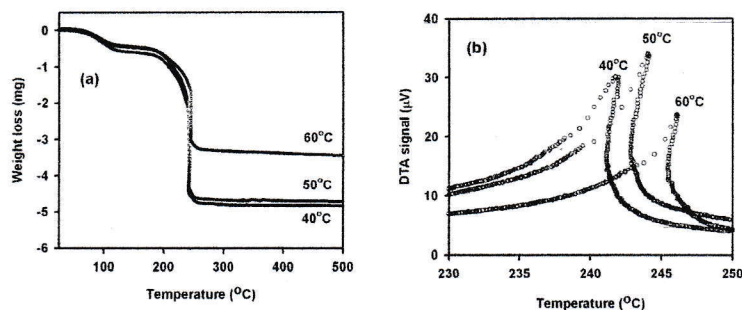 0
-1
-2
-3
-4
-5
-6
(a)
60°C
50°C
40°C
100
200
300
400
500
Weight loss (mg)
Temperature (°C)
40
30
20
10
0
(b)
50°C
40°C
60°C
230
235
240
245
250
DTA signal (μV)
Temperature (°C)